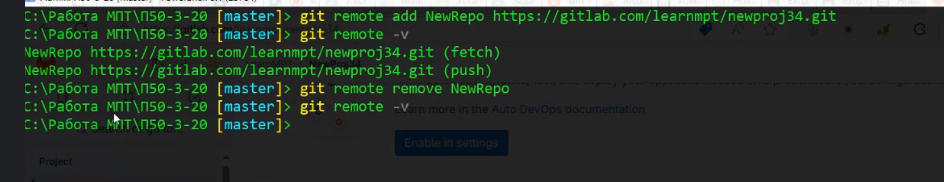 C:\Работа МПТ\П50-3-20 [master]> git remote add NewRepo https://gitlab.com/learnmpt/newproj34.git
C:\Работа МПТ\П50-3-20 [master]> git remote -v
NewRepo https://gitlab.com/learnmpt/newproj34.git (fetch)
NewRepo https://gitlab.com/learnmpt/newproj34.git (push)
C:\Работа МПТ\П50-3-20 [master]> git remote remove NewRepo
C:\Работа МПТ\П50-3-20 [master]> git remote -v
Learn more in the Auto DevOps documentation
C:\Работа МПТ\П50-3-20 [master]>
Enable in settings
Project